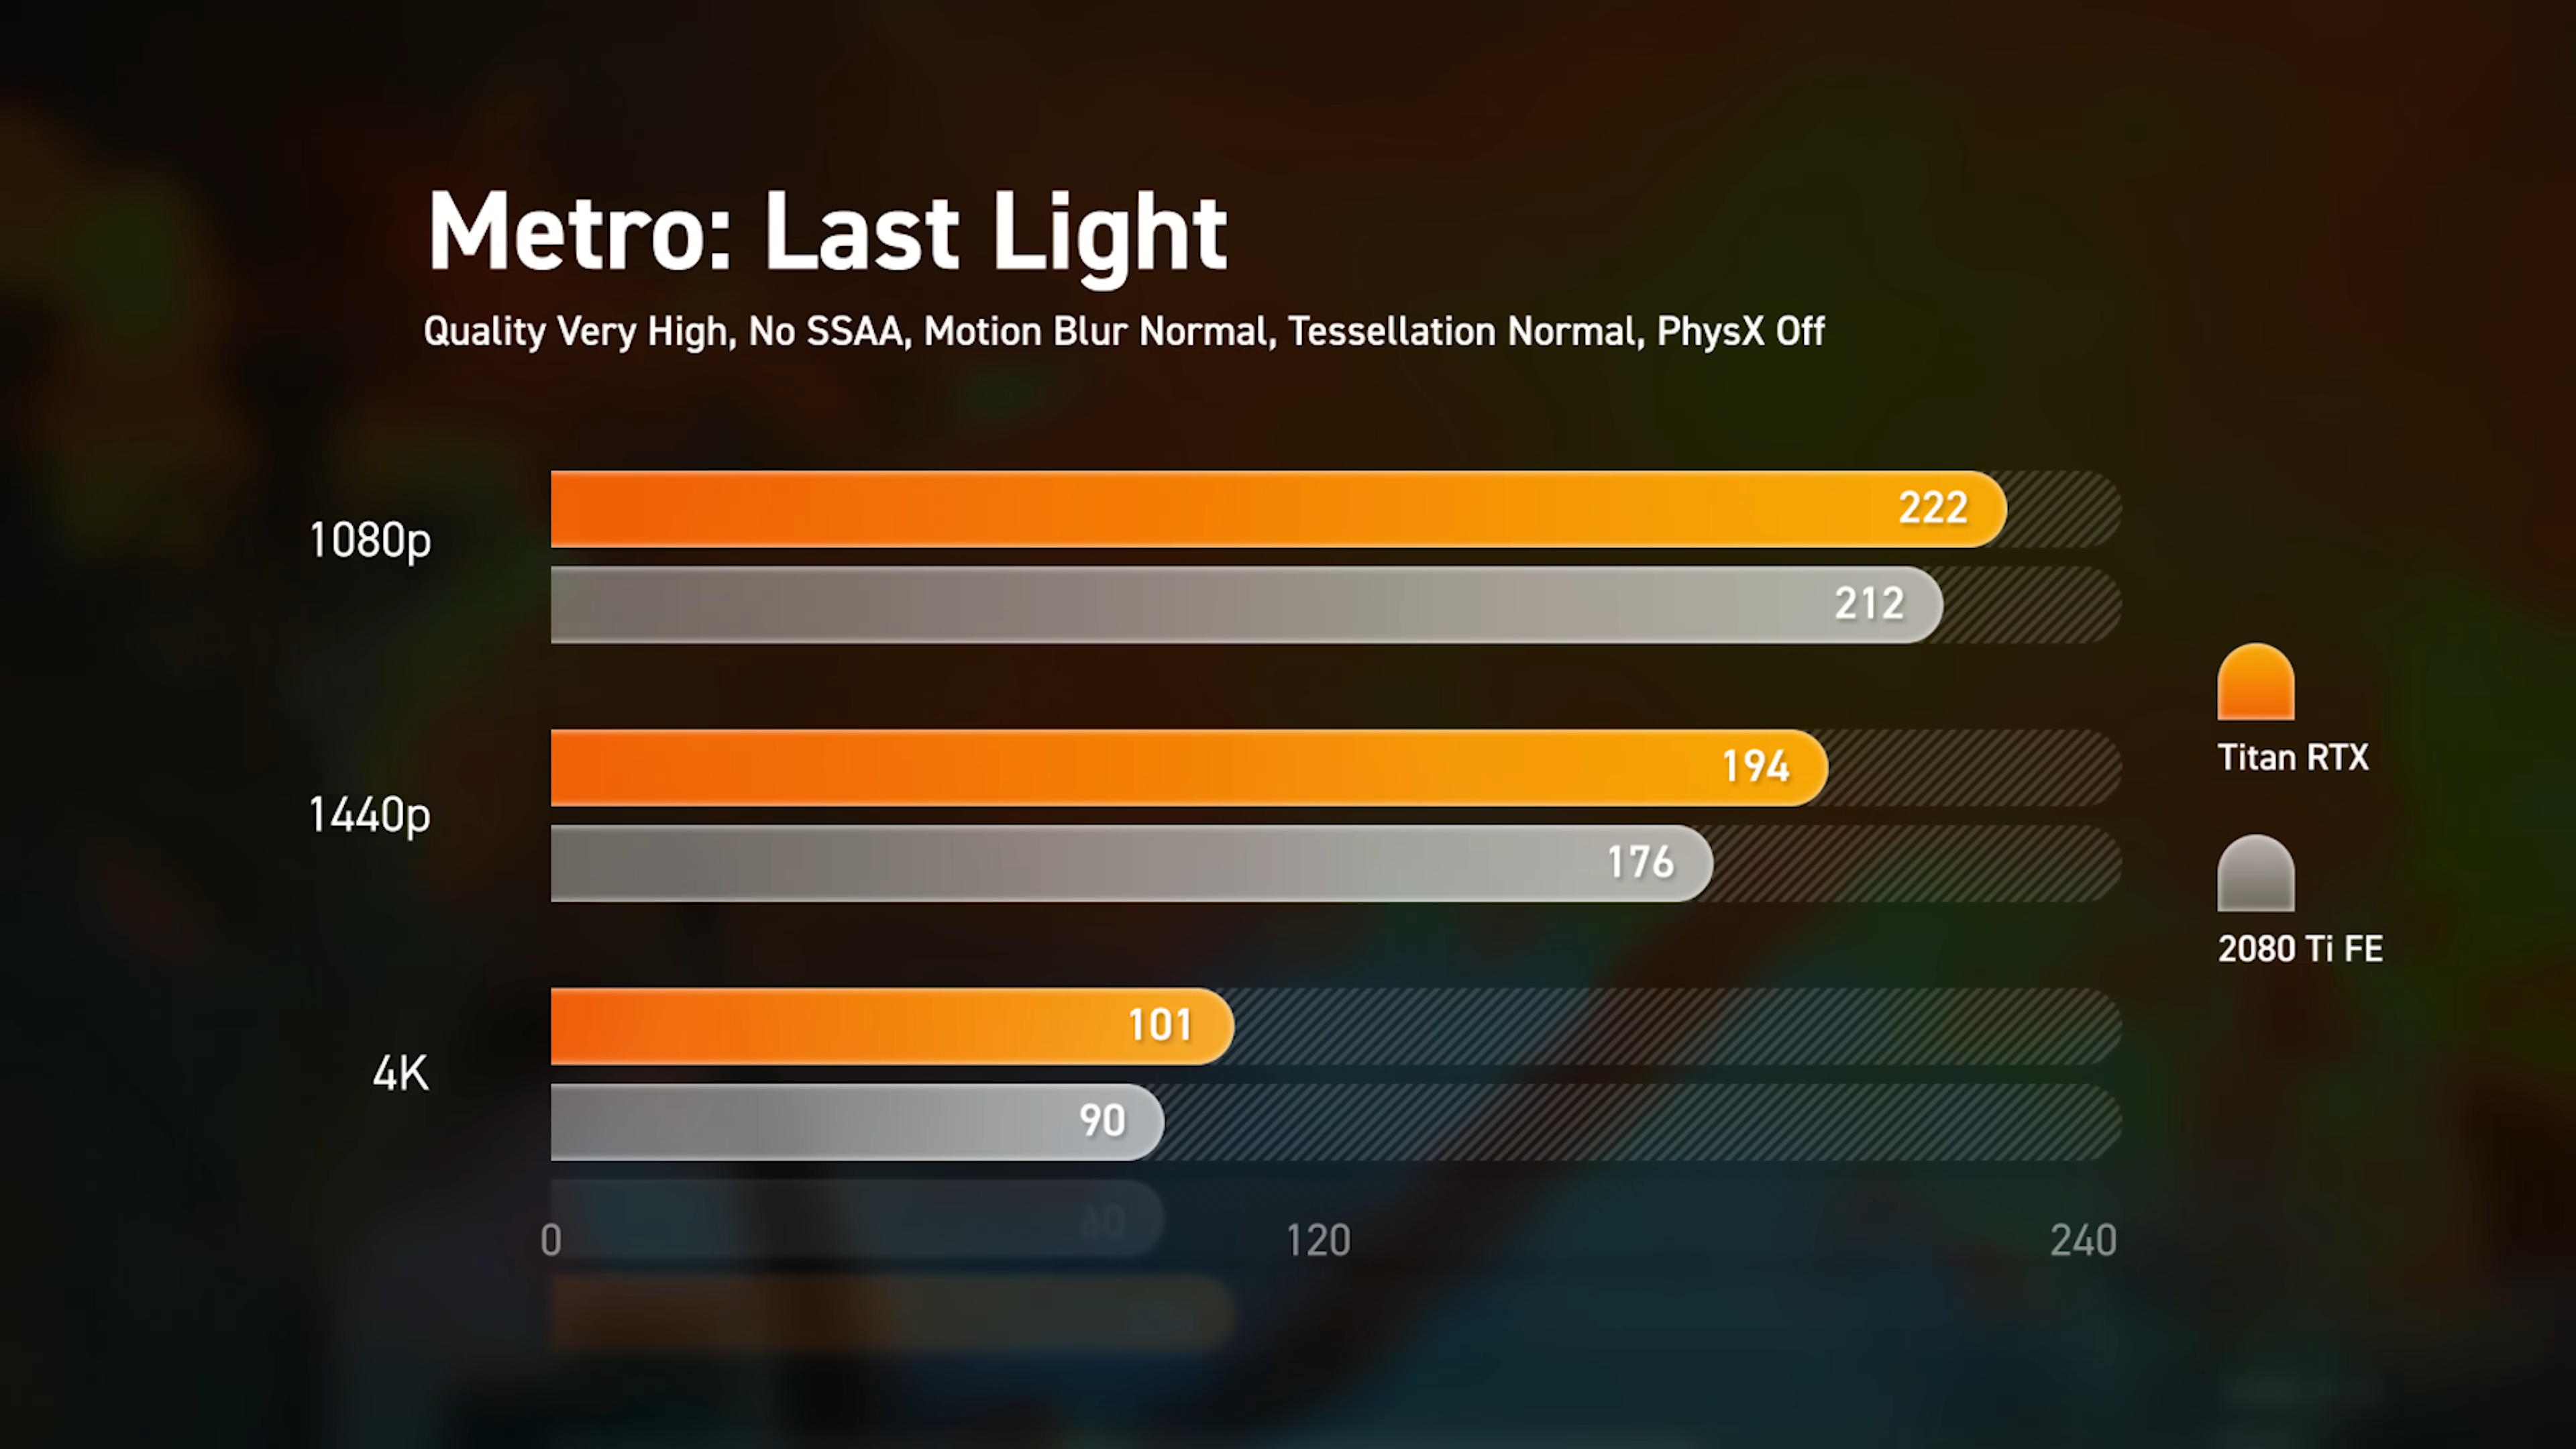 Metro: Last Light
Quality Very High, No SSAA, Motion Blur Normal, Tessellation Normal, PhysX Off
1080p
222
212
1440p
194
176
4K
101
90
0
120
240
Titan RTX
2080 Ti FE